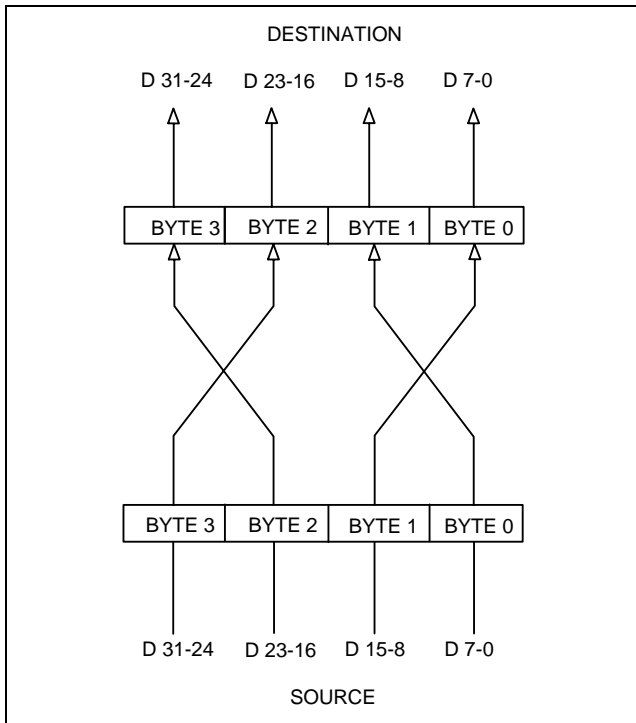 DESTINATION
D 31-24 D 23-16 D 15-8 D 7-0
BYTE 3 BYTE 2 BYTE 1 BYTE 0
BYTE 3 BYTE 2 BYTE 1 BYTE 0
D 31-24 D 23-16 D 15-8 D 7-0
SOURCE